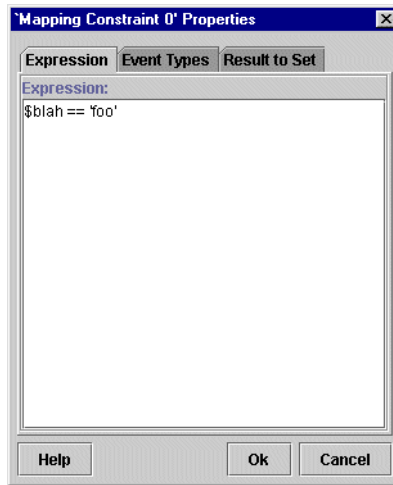 `Mapping Constraint 0' Properties
Expression Event Types Result to Set
Expression:
$blah == 'foo'
Help Ok Cancel